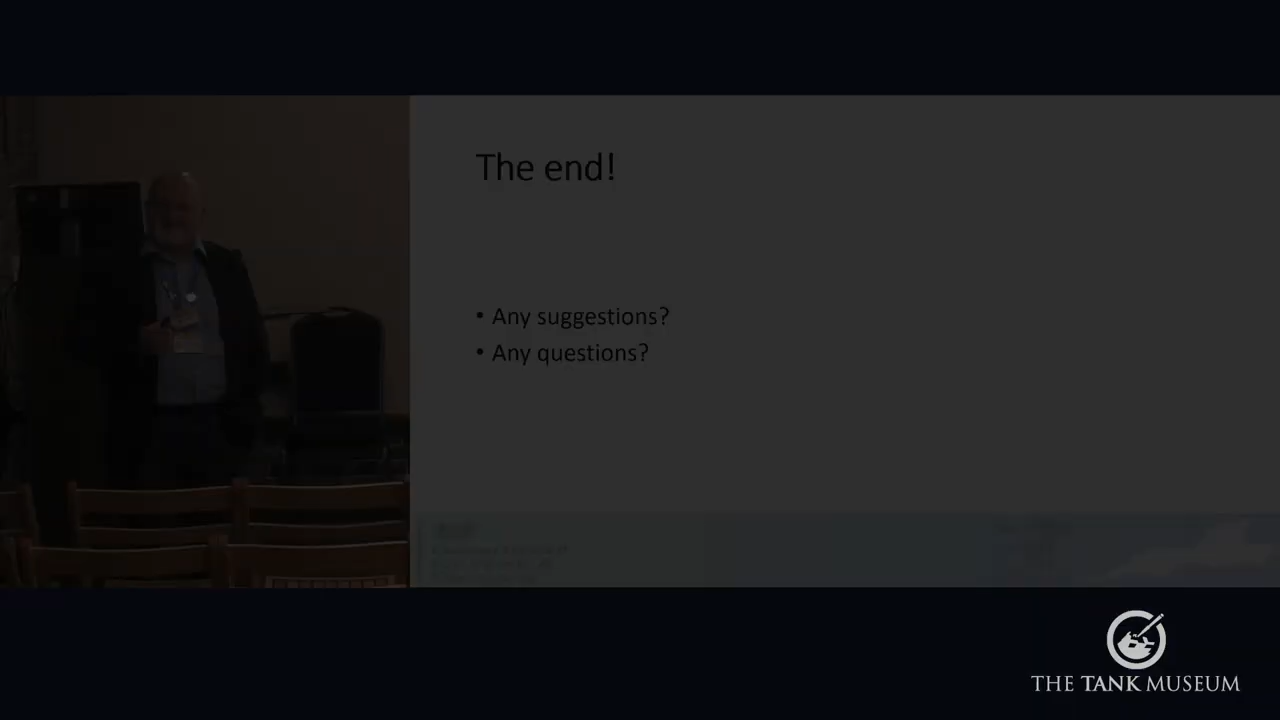 The end!
• Any suggestions?
• Any questions?
THE TANK MUSEUM